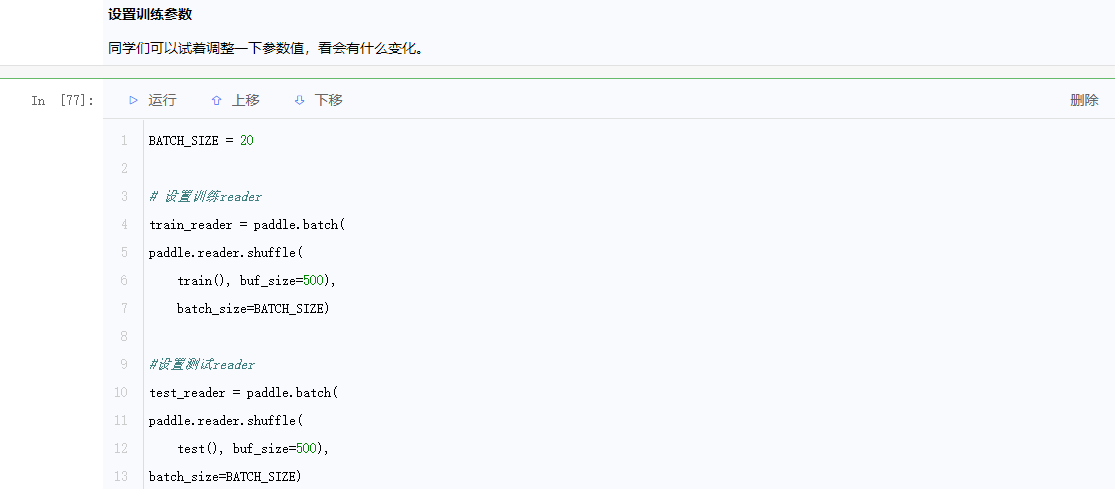 设置训练参数
同学们可以试着调整一下参数值，看会有什么变化。
In [77]: 运行 上移 下移 删除
1 BATCH_SIZE = 20
2
3 # 设置训练reader
4 train_reader = paddle.batch(
5 paddle.reader.shuffle(
6     train(), buf_size=500),
7     batch_size=BATCH_SIZE)
8
9 #设置测试reader
10 test_reader = paddle.batch(
11 paddle.reader.shuffle(
12     test(), buf_size=500),
13 batch_size=BATCH_SIZE)